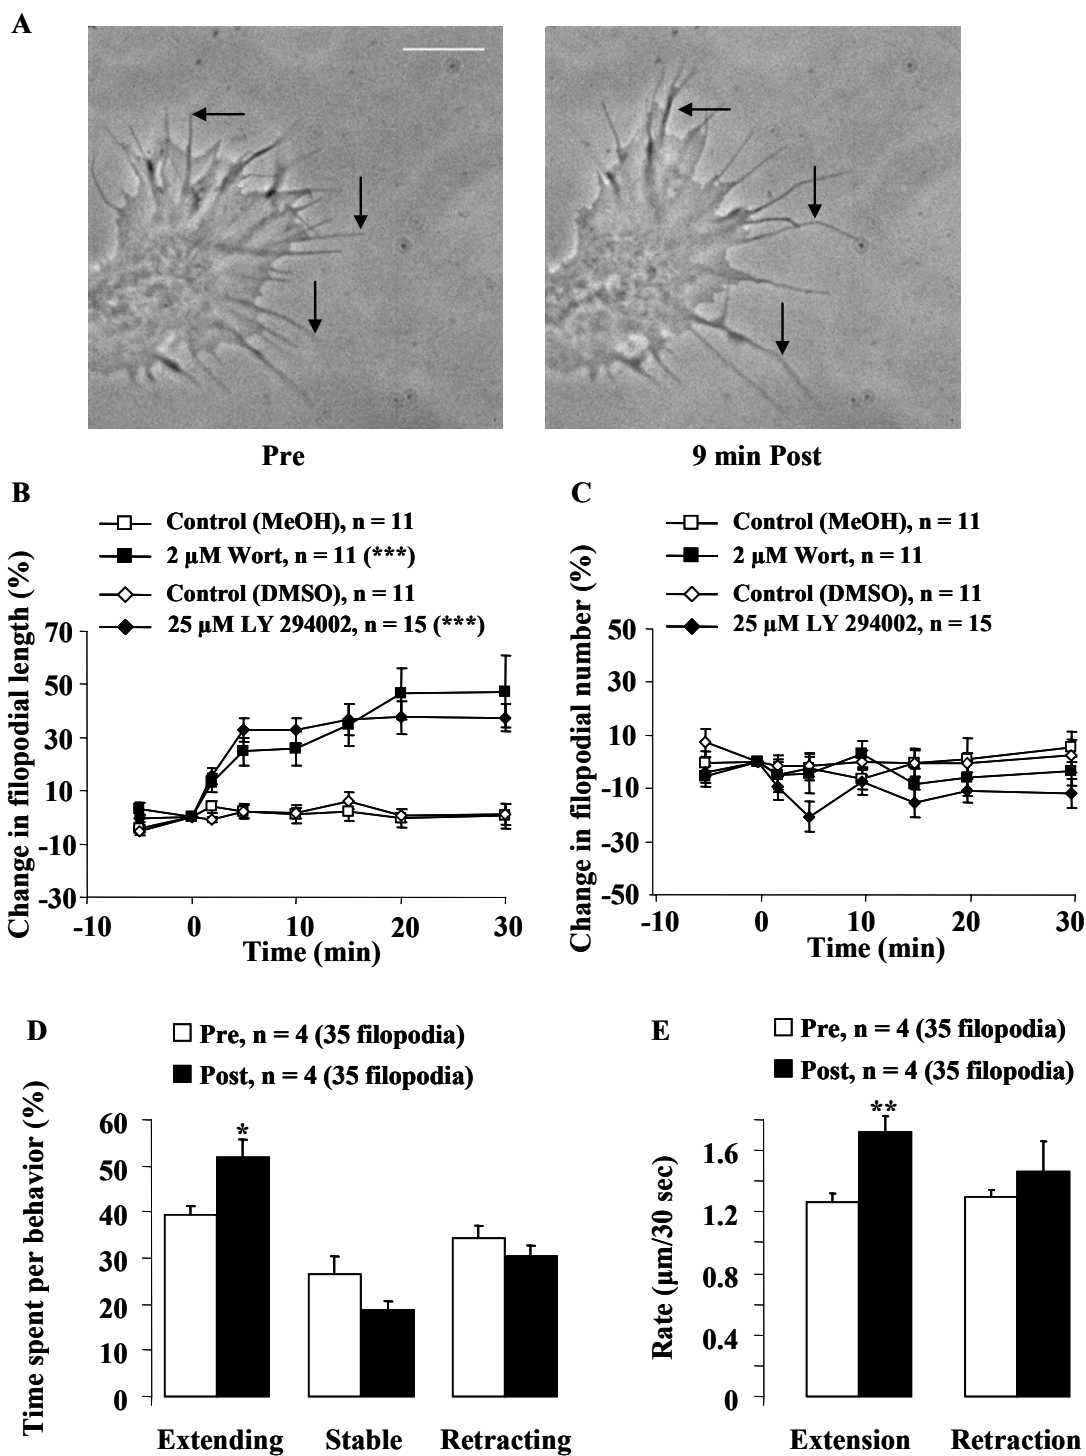 A
Pre
9 min Post
B
Control (MeOH), n = 11
2 µM Wort, n = 11 (***)
Control (DMSO), n = 11
25 µM LY 294002, n = 15 (***)
Change in filopodial length (%)
70
50
30
10
-10
-30
-10
0
10
20
30
Time (min)
C
Control (MeOH), n = 11
2 µM Wort, n = 11
Control (DMSO), n = 11
25 µM LY 294002, n = 15
Change in filopodial number (%)
50
30
10
-10
-30
-50
-10
0
10
20
30
Time (min)
D
Pre, n = 4 (35 filopodia)
Post, n = 4 (35 filopodia)
Time spent per behavior (%)
60
50
40
30
20
10
0
*
Extending
Stable
Retracting
E
Pre, n = 4 (35 filopodia)
Post, n = 4 (35 filopodia)
Rate (µm/30 sec)
1.6
1.2
0.8
0.4
0
**
Extension
Retraction